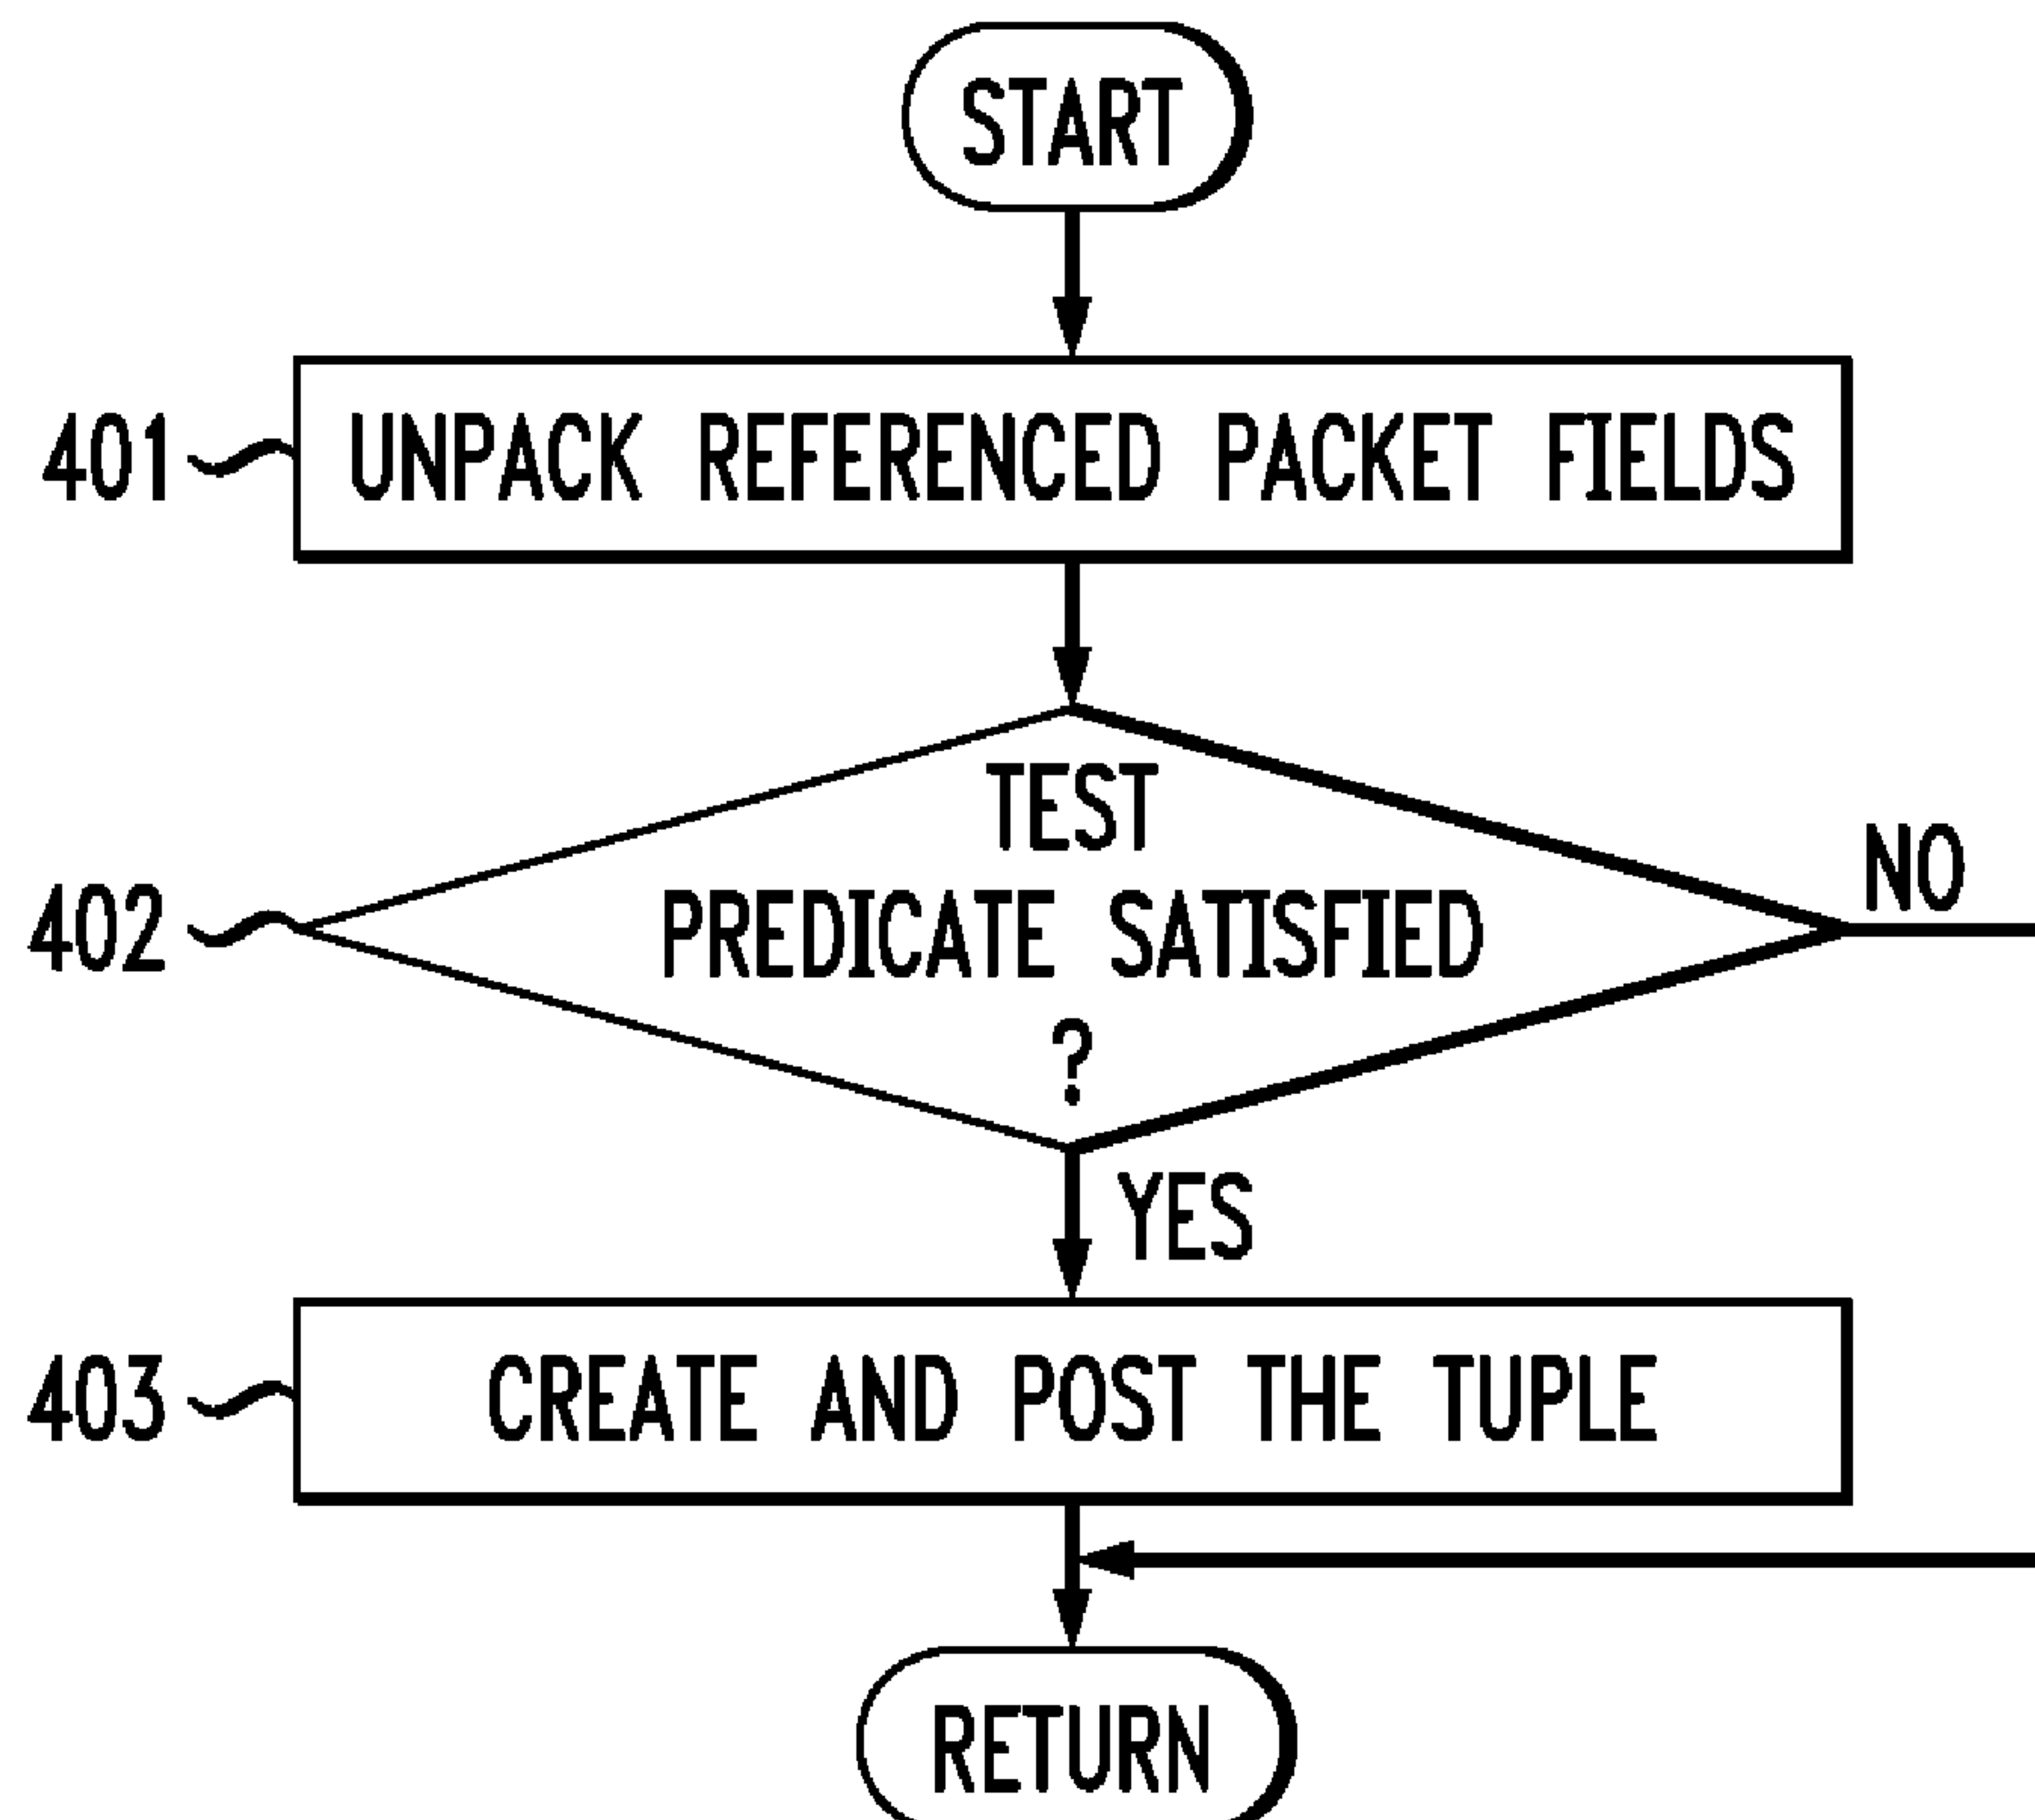 START
401
UNPACK REFERENCED PACKET FIELDS
TEST
402
PREDICATE SATISFIED
NO
?
YES
403
CREATE AND POST THE TUPLE
RETURN